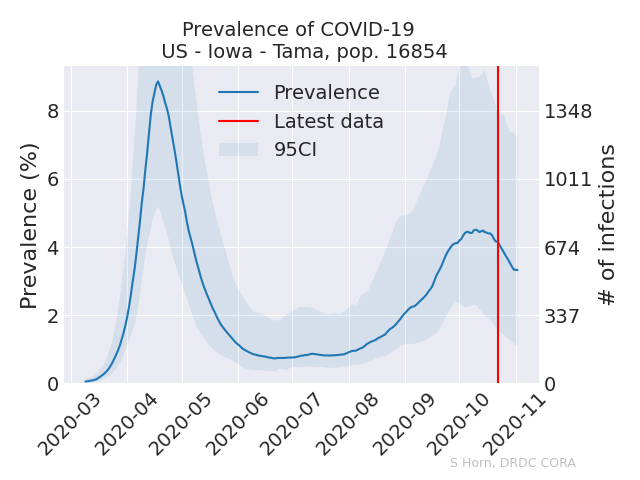 Prevalence of COVID-19
US - Iowa - Tama, pop. 16854
Prevalence
Latest data
95CI
Prevalence (%)
8
6
4
2
0
1348
1011
674
337
0
# of infections
2020-03
2020-04
2020-05
2020-06
2020-07
2020-08
2020-09
2020-10
2020-11
S Horn, DRDC CORA